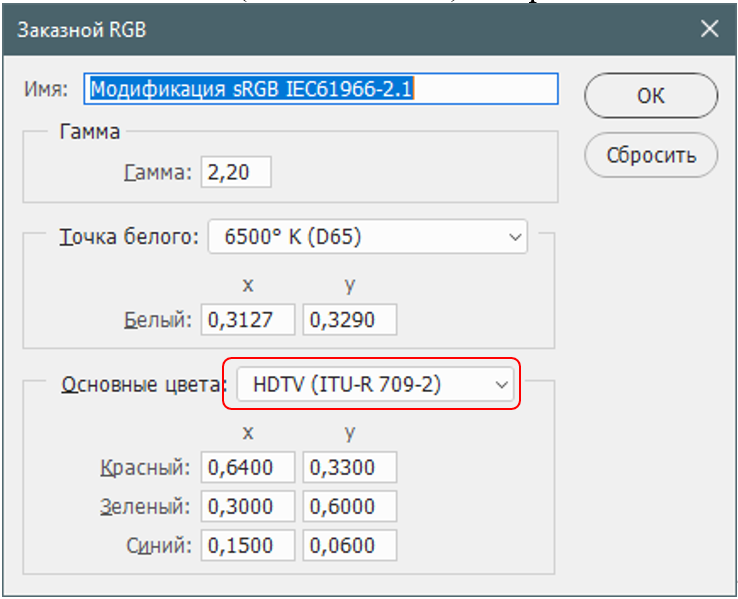 Заказной RGB
Имя: Модификация sRGB IEC61966-2.1
ОК
Сбросить
Гамма
Гамма: 2,20
Точка белого: 6500° K (D65)
x y
Белый: 0,3127 0,3290
Основные цвета: HDTV (ITU-R 709-2)
x y
Красный: 0,6400 0,3300
Зеленый: 0,3000 0,6000
Синий: 0,1500 0,0600